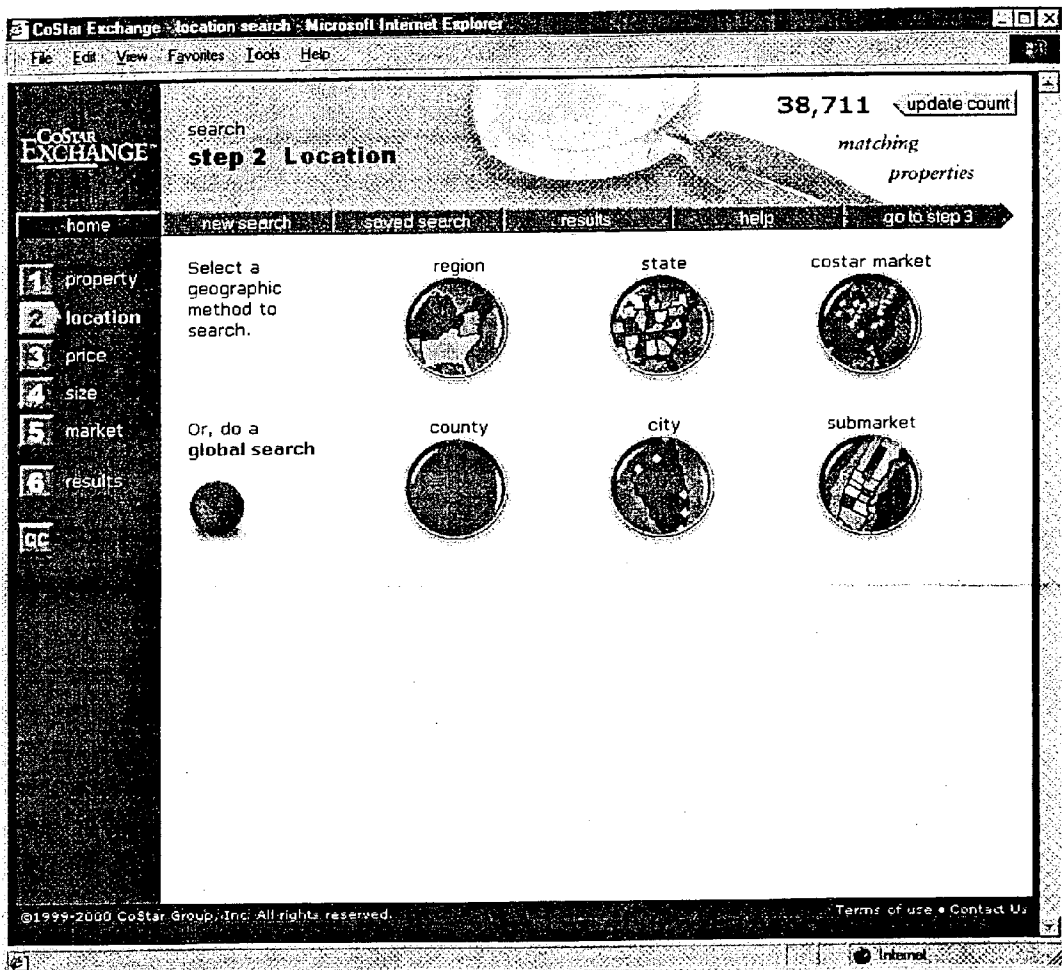 CoStar Exchange - location search - Microsoft Internet Explorer
File Edit View Favorites Tools Help
COSTAR
EXCHANGE™
search
step 2 Location
38,711 update count
matching
properties
home new search saved search results help go to step 3
1 property
2 location
3 price
4 size
5 market
6 results
Select a
geographic
method to
search.
region state costar market
Or, do a
global search
county city submarket
©1999-2000 CoStar Group, Inc. All rights reserved.
Terms of use • Contact Us
Internet